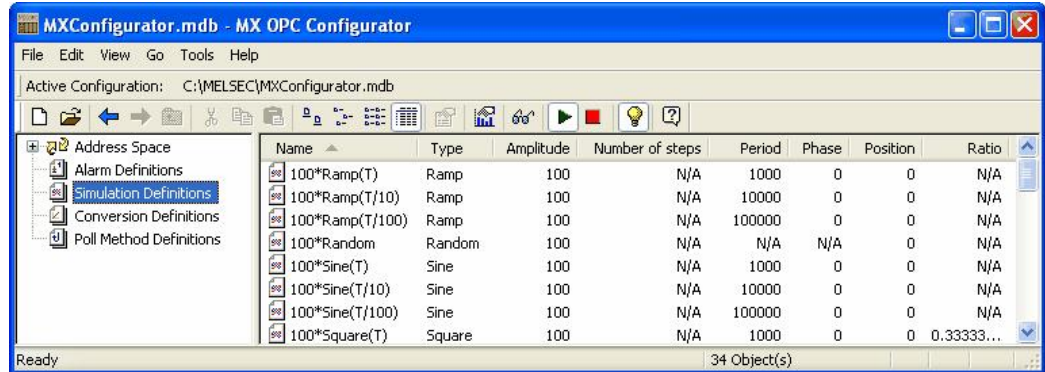 MXConfigurator.mdb - MX OPC Configurator
File Edit View Go Tools Help
Active Configuration: C:\MELSEC\MXConfigurator.mdb
Address Space
Alarm Definitions
Simulation Definitions
Conversion Definitions
Poll Method Definitions
Name Type Amplitude Number of steps Period Phase Position Ratio
100*Ramp(T) Ramp 100 N/A 1000 0 0 N/A
100*Ramp(T/10) Ramp 100 N/A 10000 0 0 N/A
100*Ramp(T/100) Ramp 100 N/A 100000 0 0 N/A
100*Random Random 100 N/A N/A N/A 0 N/A
100*Sine(T) Sine 100 N/A 1000 0 0 N/A
100*Sine(T/10) Sine 100 N/A 10000 0 0 N/A
100*Sine(T/100) Sine 100 N/A 100000 0 0 N/A
100*Square(T) Square 100 N/A 1000 0 0 0.33333...
Ready 34 Object(s)